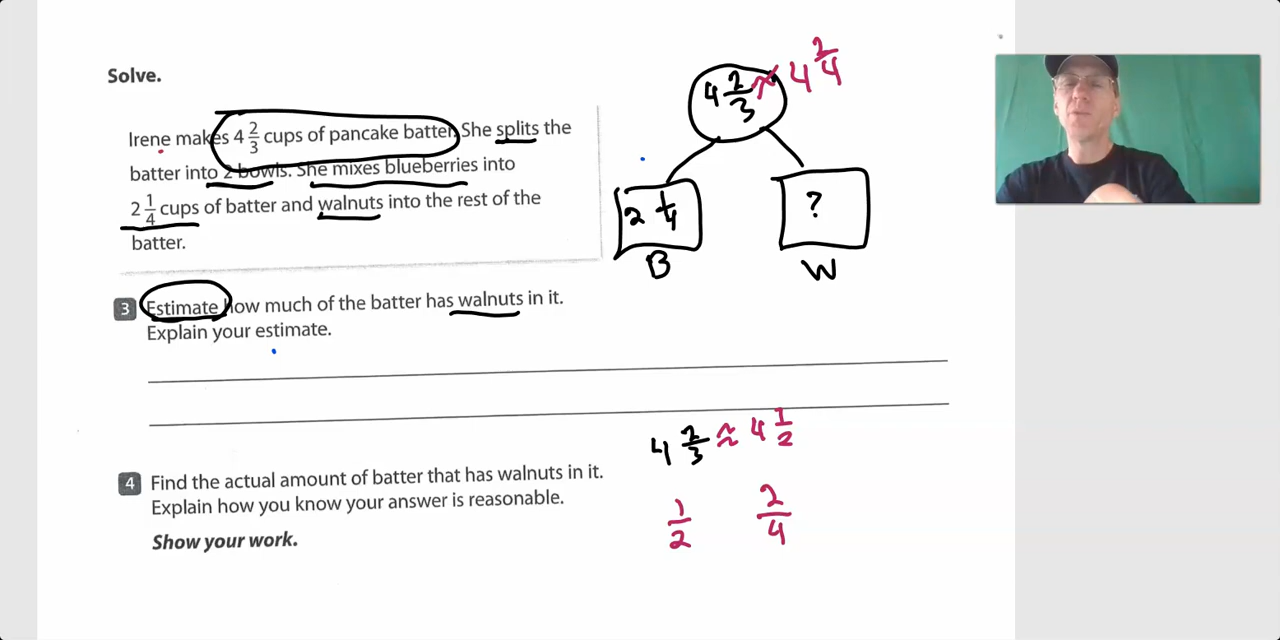 Solve.
Irene makes 4 2/3 cups of pancake batter. She splits the
batter into 2 bowls. She mixes blueberries into
2 1/4 cups of batter and walnuts into the rest of the
batter.
4 2/3 ≈ 4 2/4
2 1/4
?
B
W
3 Estimate how much of the batter has walnuts in it.
Explain your estimate.
4 2/3 ≈ 4 1/2
4 Find the actual amount of batter that has walnuts in it.
Explain how you know your answer is reasonable.
1/2 2/4
Show your work.